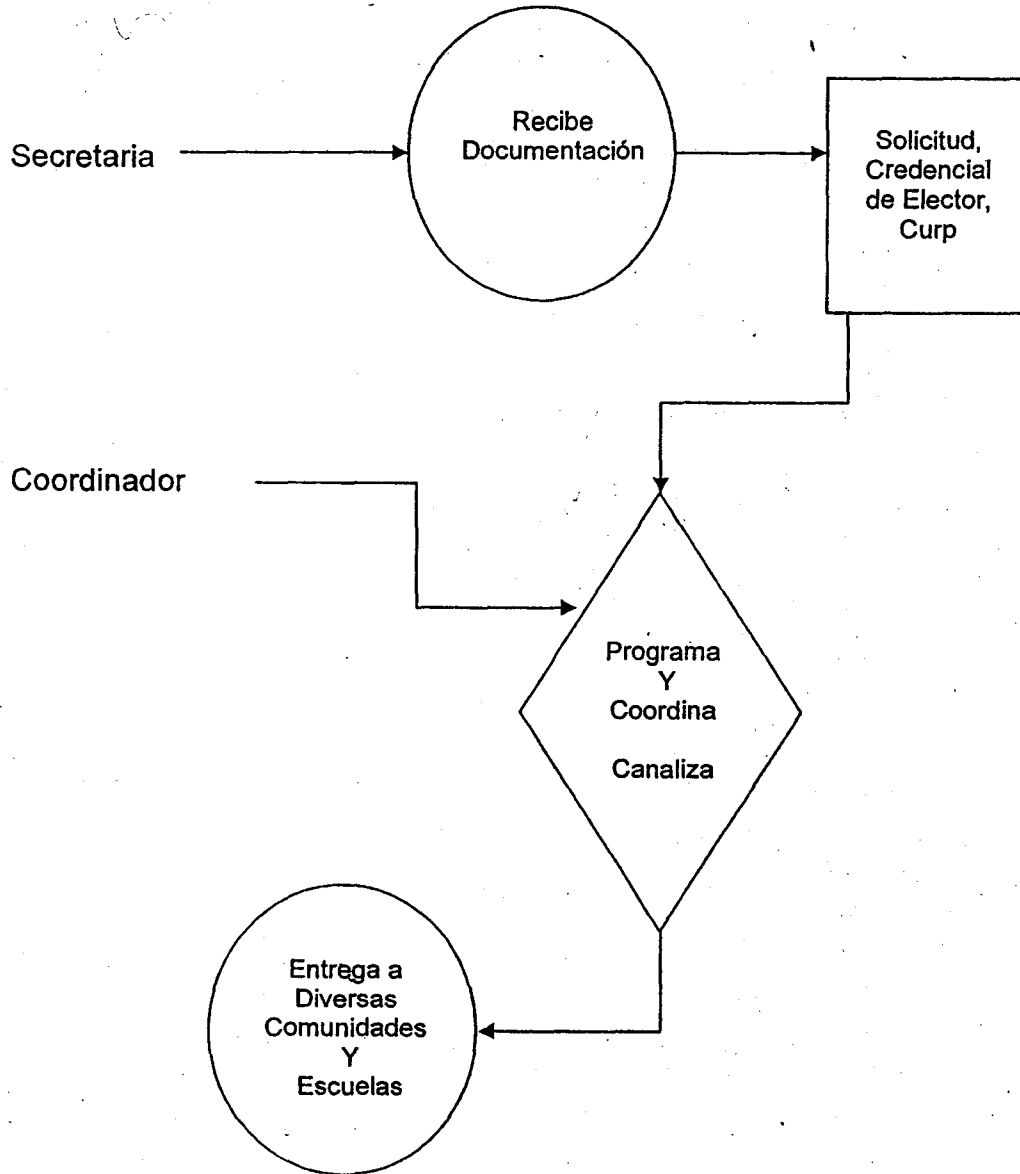 Secretaria
Recibe
Documentación
Solicitud,
Credencial
de Elector,
Curp
Coordinador
Programa
Y
Coordina
Canaliza
Entrega a
Diversas
Comunidades
Y
Escuelas